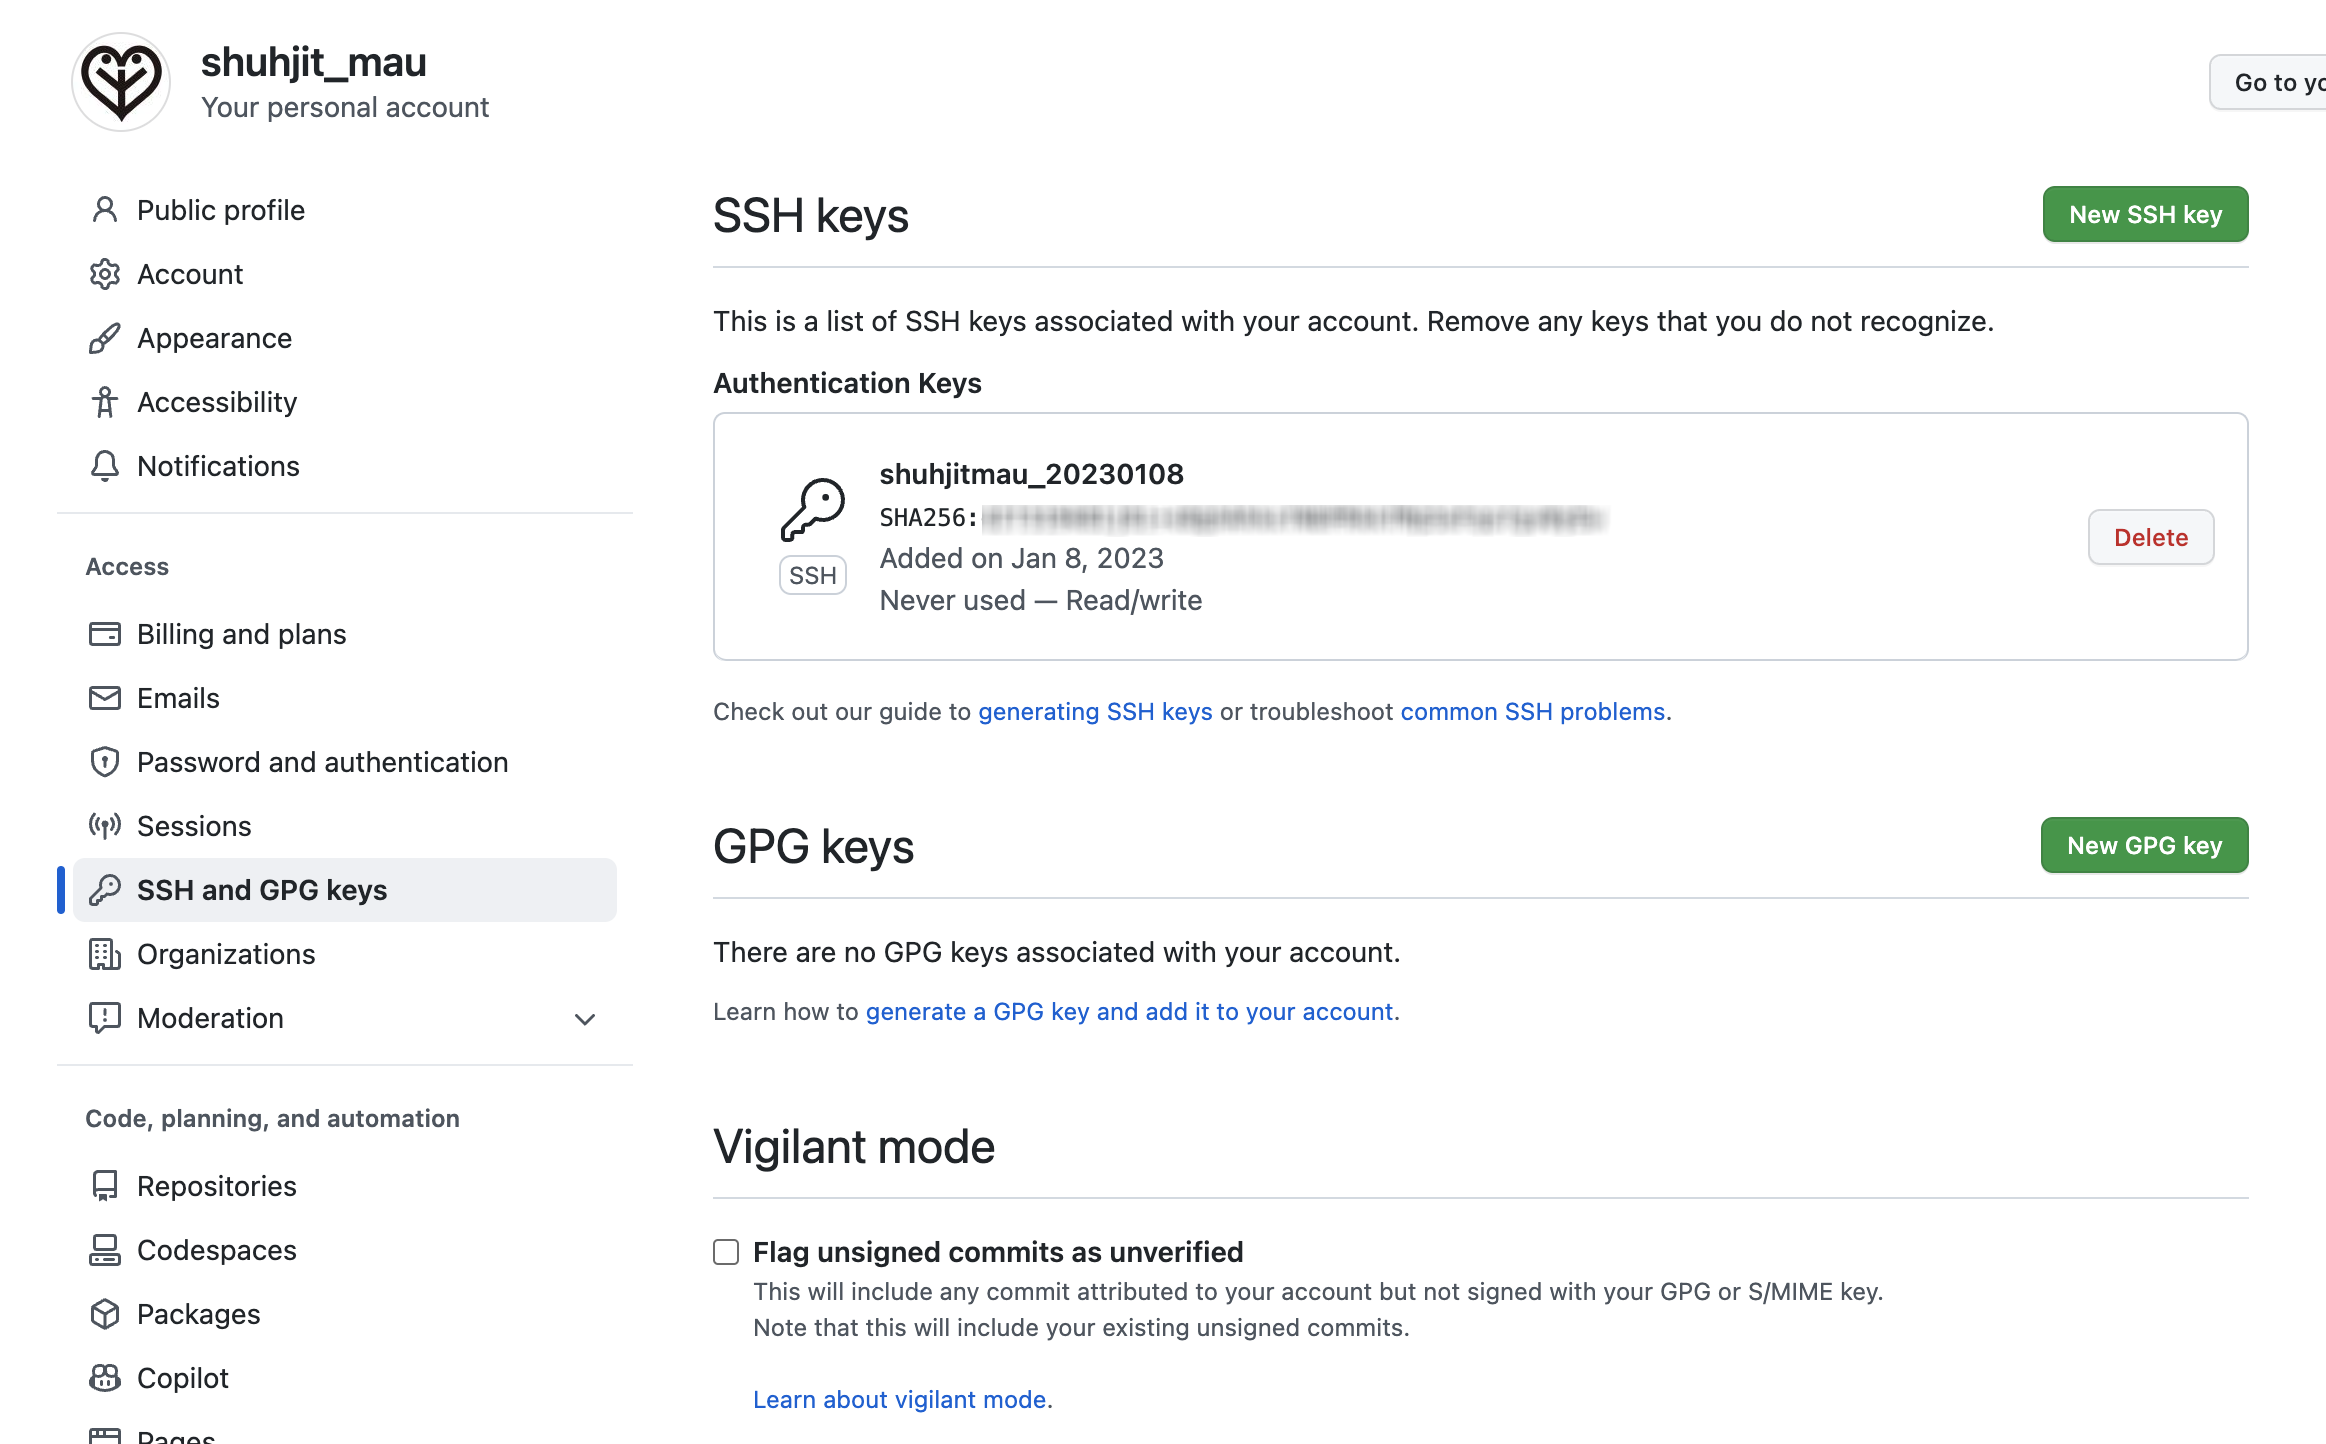 shuhjit_mau
Your personal account
Go to yo
Public profile
Account
Appearance
Accessibility
Notifications
Access
Billing and plans
Emails
Password and authentication
Sessions
SSH and GPG keys
Organizations
Moderation
Code, planning, and automation
Repositories
Codespaces
Packages
Copilot
Pages
SSH keys
New SSH key
This is a list of SSH keys associated with your account. Remove any keys that you do not recognize.
Authentication Keys
shuhjitmau_20230108
SHA256:
Added on Jan 8, 2023
Never used — Read/write
SSH
Delete
Check out our guide to generating SSH keys or troubleshoot common SSH problems.
GPG keys
New GPG key
There are no GPG keys associated with your account.
Learn how to generate a GPG key and add it to your account.
Vigilant mode
Flag unsigned commits as unverified
This will include any commit attributed to your account but not signed with your GPG or S/MIME key.
Note that this will include your existing unsigned commits.
Learn about vigilant mode.